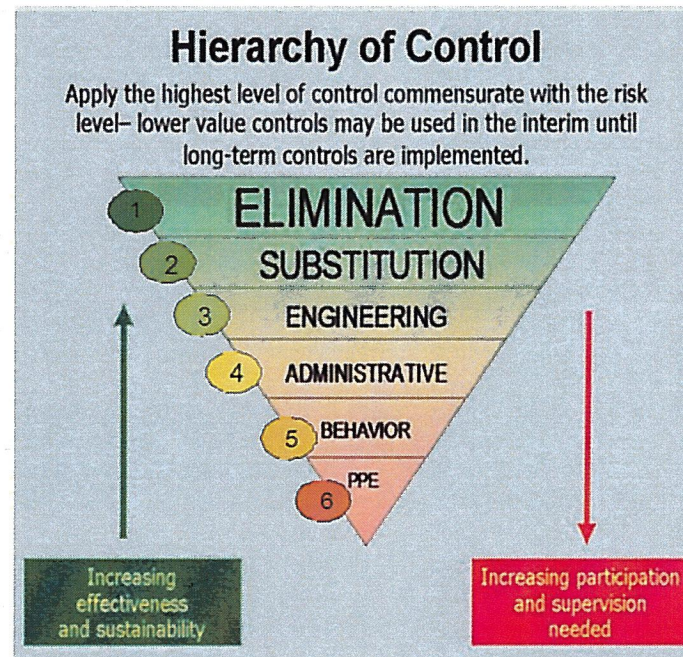 Hierarchy of Control
Apply the highest level of control commensurate with the risk
level– lower value controls may be used in the interim until
long-term controls are implemented.
1 ELIMINATION
2 SUBSTITUTION
3 ENGINEERING
4 ADMINISTRATIVE
5 BEHAVIOR
6 PPE
Increasing
effectiveness
and sustainability
Increasing participation
and supervision
needed